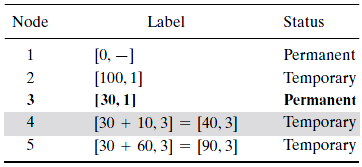 Node Label Status
1 [0, —] Permanent
2 [100, 1] Temporary
3 [30, 1] Permanent
4 [30 + 10, 3] = [40, 3] Temporary
5 [30 + 60, 3] = [90, 3] Temporary